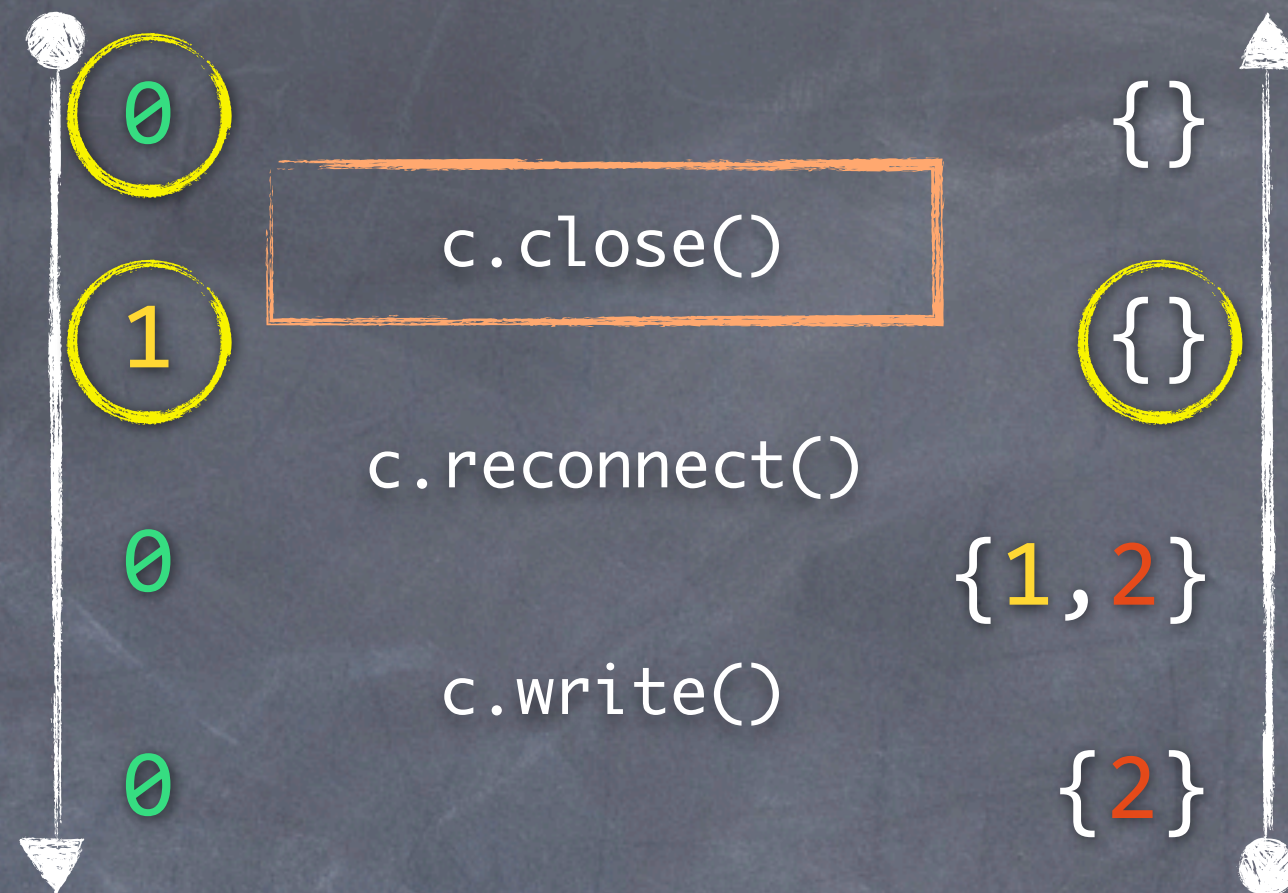 0 {}
c.close()
1 {}
c.reconnect()
0 {1,2}
c.write()
0 {2}